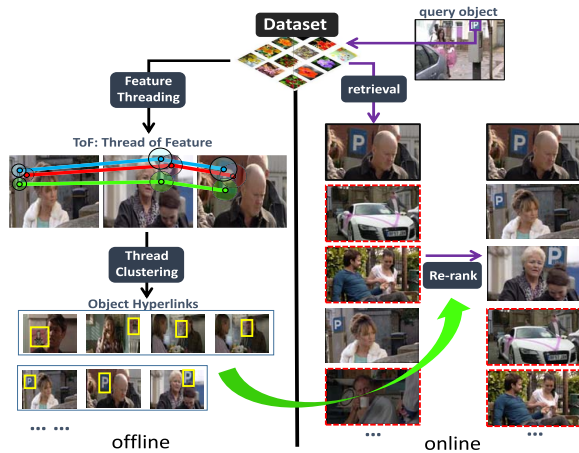 query object
P
Dataset
Feature
Threading
retrieval
ToF: Thread of Feature
P
P
P
Thread
Clustering
Re-rank
Object Hyperlinks
P
P
P
P
P
... ...
...
...
offline
online